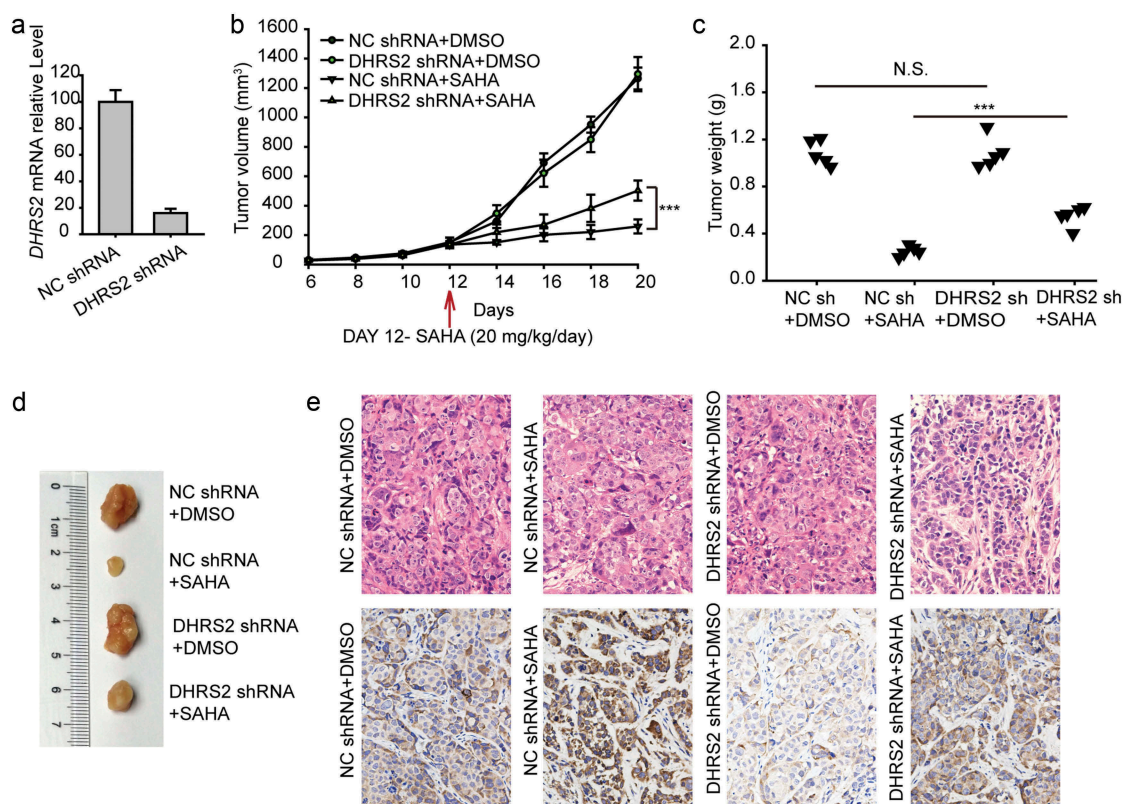 a
DHRS2 mRNA relative Level
120
100
80
60
40
20
0
NC shRNA
DHRS2 shRNA
b
Tumor volume (mm³)
1600
1400
1200
1000
800
600
400
200
0
NC shRNA+DMSO
DHRS2 shRNA+DMSO
NC shRNA+SAHA
DHRS2 shRNA+SAHA
***
6
8
10
12
14
16
18
20
Days
DAY 12- SAHA (20 mg/kg/day)
c
Tumor weight (g)
2.0
1.6
1.2
0.8
0.4
0.0
N.S.
***
NC sh
+DMSO
NC sh
+SAHA
DHRS2 sh
+DMSO
DHRS2 sh
+SAHA
d
0
1cm
2
3
4
5
6
7
NC shRNA
+DMSO
NC shRNA
+SAHA
DHRS2 shRNA
+DMSO
DHRS2 shRNA
+SAHA
e
NC shRNA+DMSO
NC shRNA+SAHA
DHRS2 shRNA+DMSO
DHRS2 shRNA+SAHA
NC shRNA+DMSO
NC shRNA+SAHA
DHRS2 shRNA+DMSO
DHRS2 shRNA+SAHA